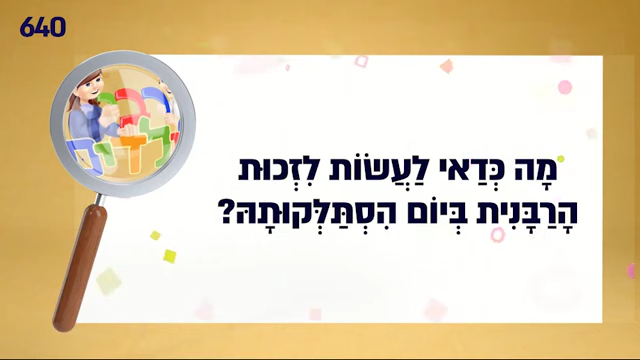 640
מָה כְּדַאי לַעֲשׂוֹת לִזְכוּת
הָרַבָּנִית בְּיוֹם הִסְתַּלְּקוּתָהּ?